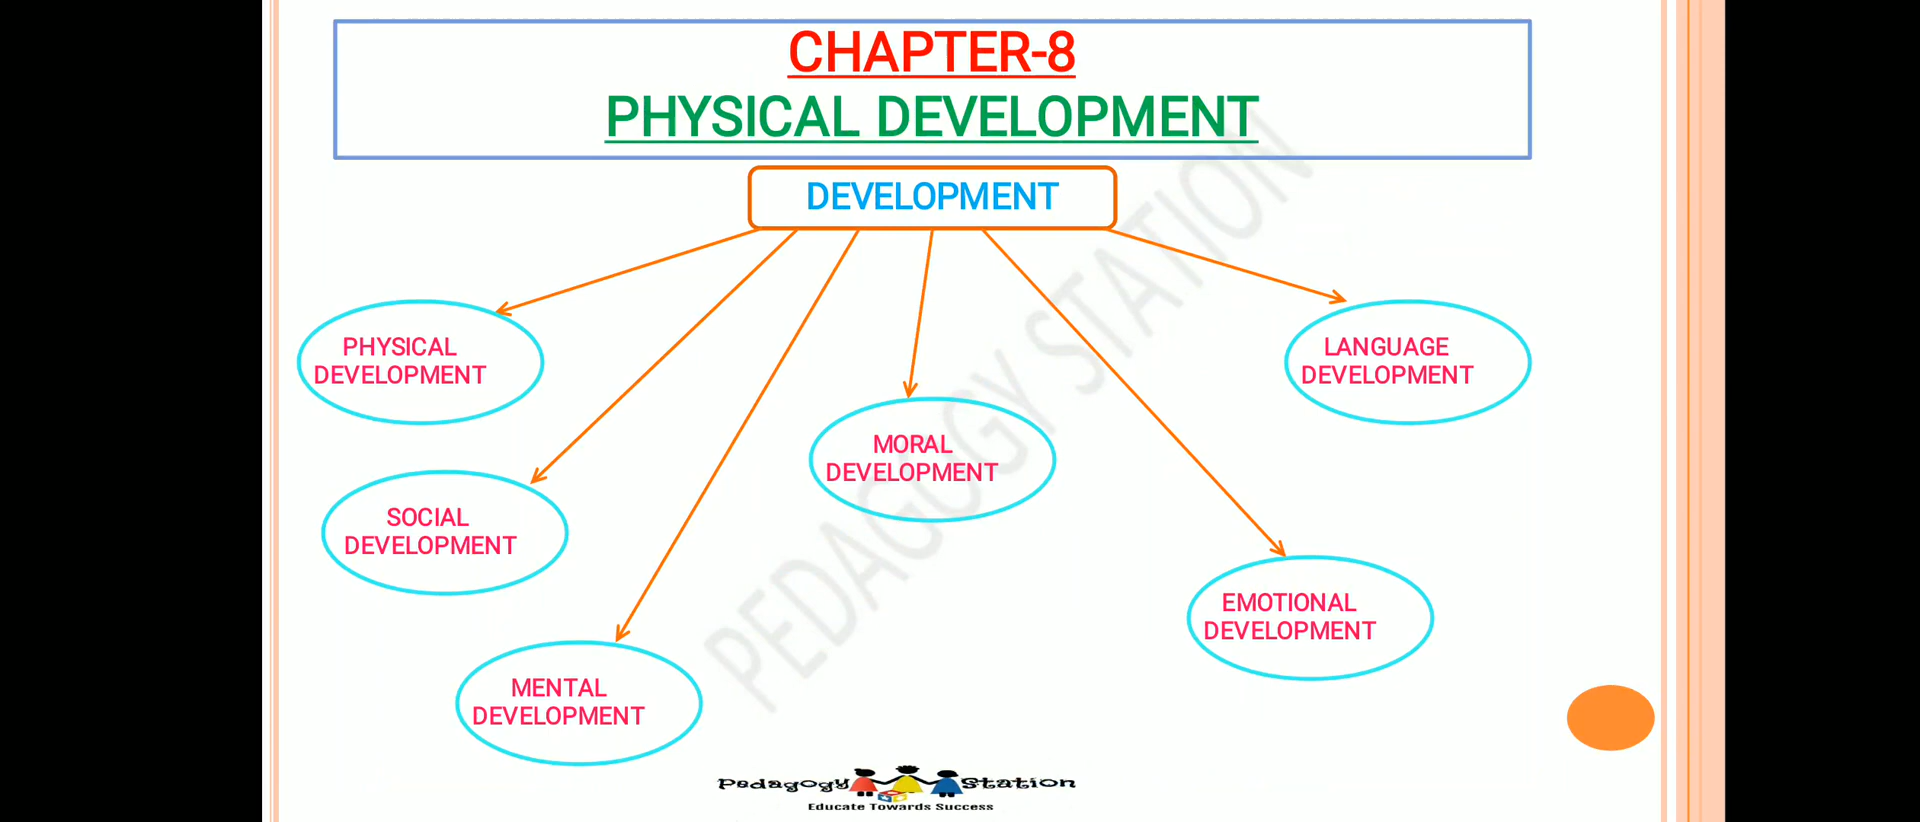 CHAPTER-8
PHYSICAL DEVELOPMENT
DEVELOPMENT
PHYSICAL
DEVELOPMENT
LANGUAGE
DEVELOPMENT
MORAL
DEVELOPMENT
SOCIAL
DEVELOPMENT
EMOTIONAL
DEVELOPMENT
MENTAL
DEVELOPMENT
PEDAGOGY STATION
Pedagogy Station
Educate Towards Success